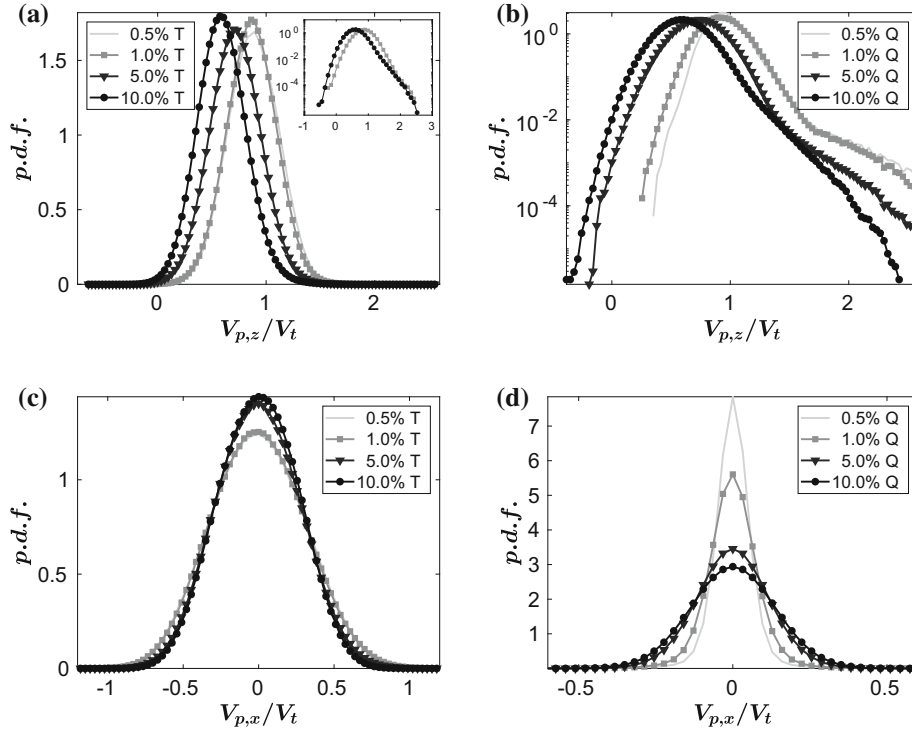 (a)
p.d.f.
1.5
1
0.5
0
0
1
2
V_{p,z}/V_t
0.5% T
1.0% T
5.0% T
10.0% T
10^0
10^-2
10^-4
-1
0
1
2
3
(b)
p.d.f.
10^0
10^-2
10^-4
0
1
2
V_{p,z}/V_t
0.5% Q
1.0% Q
5.0% Q
10.0% Q
(c)
p.d.f.
1
0.5
0
-1
-0.5
0
0.5
1
V_{p,x}/V_t
0.5% T
1.0% T
5.0% T
10.0% T
(d)
p.d.f.
7
6
5
4
3
2
1
-0.5
0
0.5
V_{p,x}/V_t
0.5% Q
1.0% Q
5.0% Q
10.0% Q